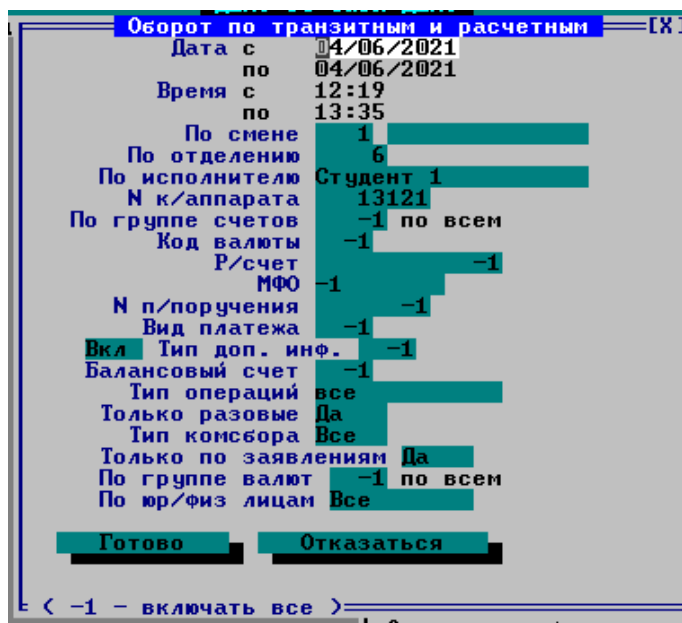 Оборот по транзитным и расчетным [X]
Дата с 04/06/2021
по 04/06/2021
Время с 12:19
по 13:35
По смене 1
По отделению 6
По исполнителю Студент 1
N к/аппарата 13121
По группе счетов -1 по всем
Код валюты -1
Р/счет -1
МФО -1
N п/поручения -1
Вид платежа -1
Вкл Тип доп. инф. -1
Балансовый счет -1
Тип операций все
Только разовые Да
Тип комсбора Все
Только по заявлениям Да
По группе валют -1 по всем
По юр/физ лицам Все
Готово Отказаться
( -1 - включать все )